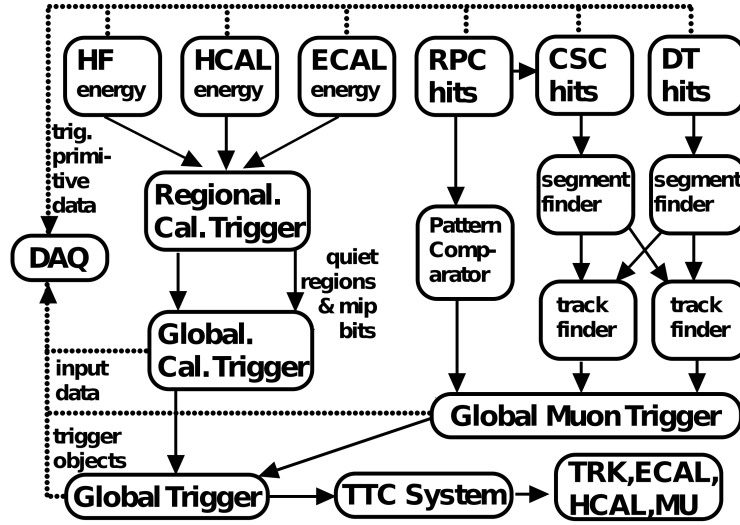 HF
energy
HCAL
energy
ECAL
energy
RPC
hits
CSC
hits
DT
hits
trig.
primi-
tive
data
Regional.
Cal. Trigger
segment
finder
segment
finder
Pattern
Comp-
arator
DAQ
quiet
regions
& mip
bits
track
finder
track
finder
Global.
Cal. Trigger
input
data
Global Muon Trigger
trigger
objects
Global Trigger
TTC System
TRK,ECAL,
HCAL,MU